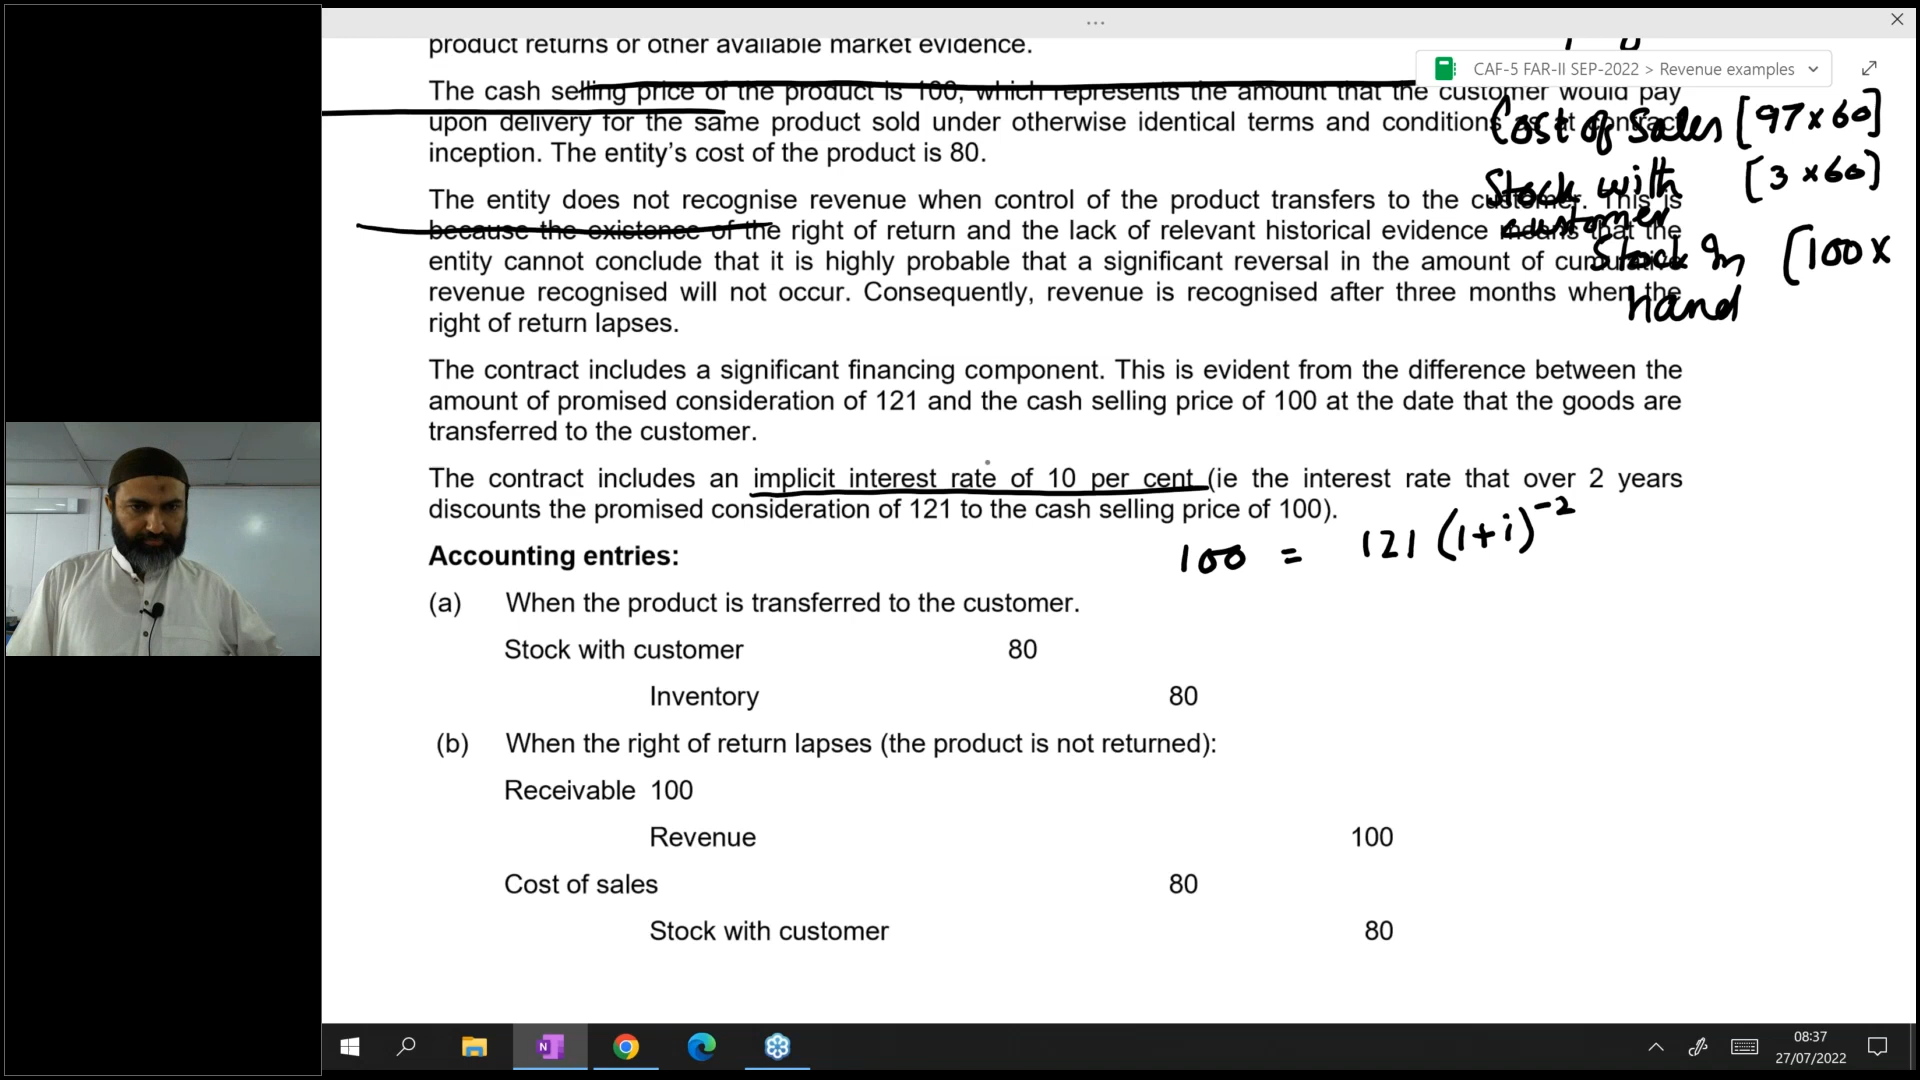 product returns or other available market evidence.
CAF-5 FAR-II SEP-2022 > Revenue examples
The cash selling price of the product is 100, which represents the amount that the customer would pay
upon delivery for the same product sold under otherwise identical terms and conditions as at contract
inception. The entity's cost of the product is 80.
Cost of Sales [97 x 60]
Stock with customer [3 x 60]
Stock in hand [100 x
The entity does not recognise revenue when control of the product transfers to the customer. This is
because the existence of the right of return and the lack of relevant historical evidence means that the
entity cannot conclude that it is highly probable that a significant reversal in the amount of cumulative
revenue recognised will not occur. Consequently, revenue is recognised after three months when the
right of return lapses.
The contract includes a significant financing component. This is evident from the difference between the
amount of promised consideration of 121 and the cash selling price of 100 at the date that the goods are
transferred to the customer.
The contract includes an implicit interest rate of 10 per cent (ie the interest rate that over 2 years
discounts the promised consideration of 121 to the cash selling price of 100).
100 = 121 (1+i)^-2
Accounting entries:
(a) When the product is transferred to the customer.
Stock with customer 80
Inventory 80
(b) When the right of return lapses (the product is not returned):
Receivable 100
Revenue 100
Cost of sales 80
Stock with customer 80
08:37
27/07/2022